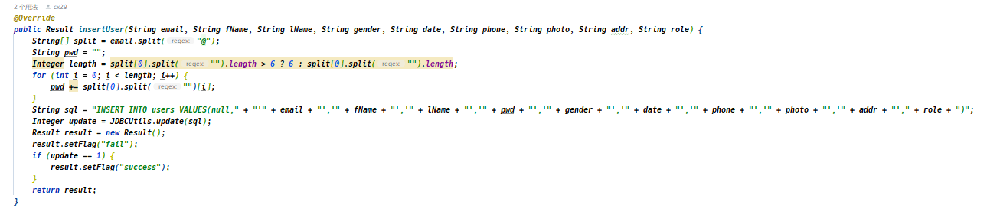 2 个用法 cx29
@Override
public Result insertUser(String email, String fName, String lName, String gender, String date, String phone, String photo, String addr, String role) {
String[] split = email.split( regex: "@");
String pwd = "";
Integer length = split[0].split( regex: "").length > 6 ? 6 : split[0].split( regex: "").length;
for (int i = 0; i < length; i++) {
pwd += split[0].split( regex: "")[i];
}
String sql = "INSERT INTO users VALUES(null," + "'" + email + "','" + fName + "','" + lName + "','" + pwd + "','" + gender + "','" + date + "','" + phone + "','" + photo + "','" + addr + "'," + role + ")";
Integer update = JDBCUtils.update(sql);
Result result = new Result();
result.setFlag("fail");
if (update == 1) {
result.setFlag("success");
}
return result;
}